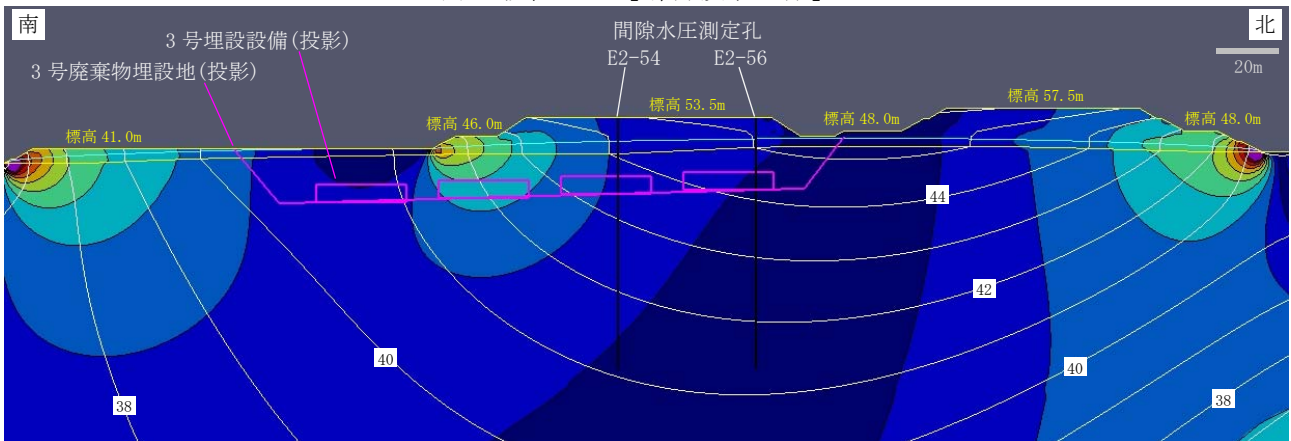 南
3 号埋設設備(投影)
3 号廃棄物埋設地(投影)
間隙水圧測定孔
E2-54
E2-56
北
20m
標高 41.0m
標高 46.0m
標高 53.5m
標高 48.0m
標高 57.5m
標高 48.0m
44
42
40
40
38
38